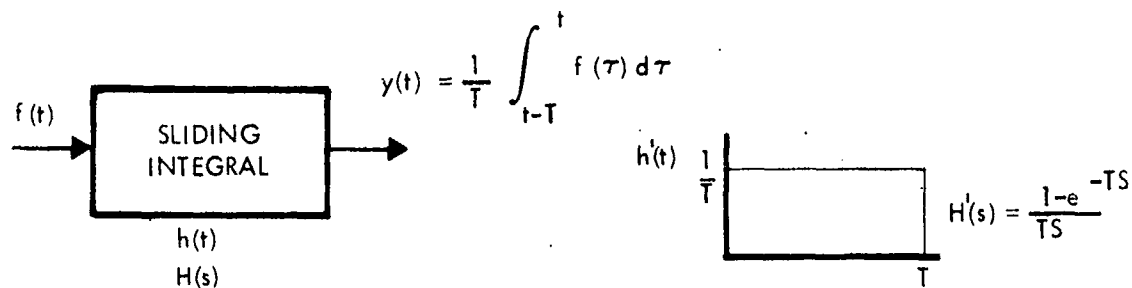 f(t)
SLIDING
INTEGRAL
h(t)
H(s)
y(t) = 1/T ∫_{t-T}^{t} f(τ) dτ
h'(t)
1/T
T
H'(s) = 1-e^{-TS}/TS